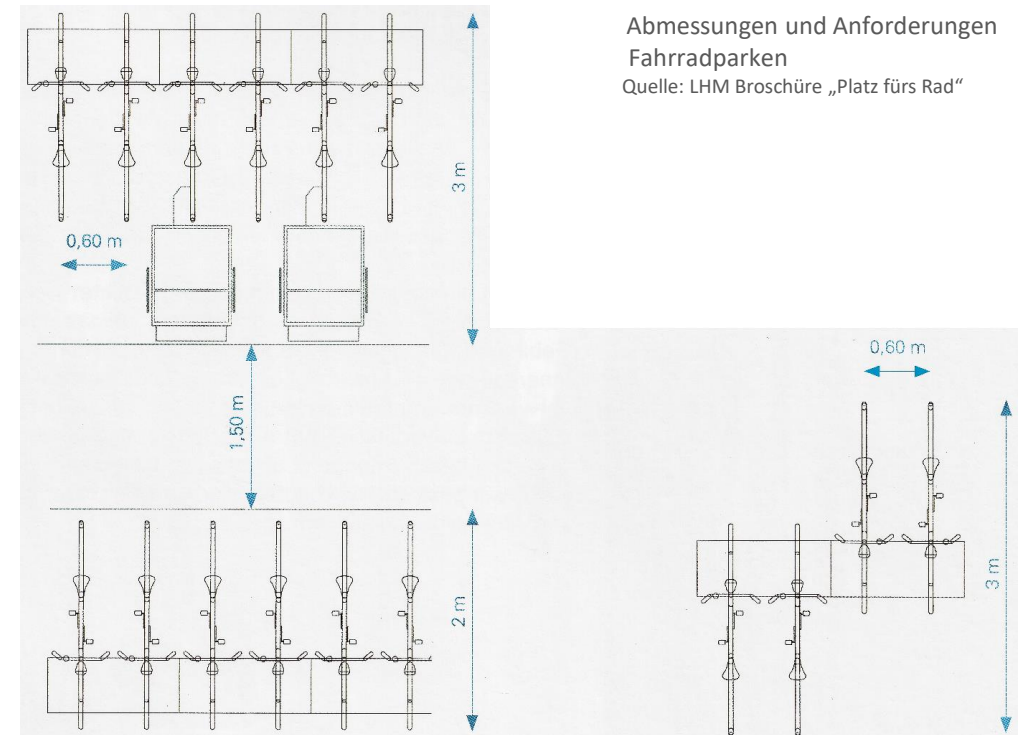 Abmessungen und Anforderungen
Fahrradparken
Quelle: LHM Broschüre „Platz fürs Rad“
3 m
0,60 m
1,50 m
2 m
0,60 m
3 m